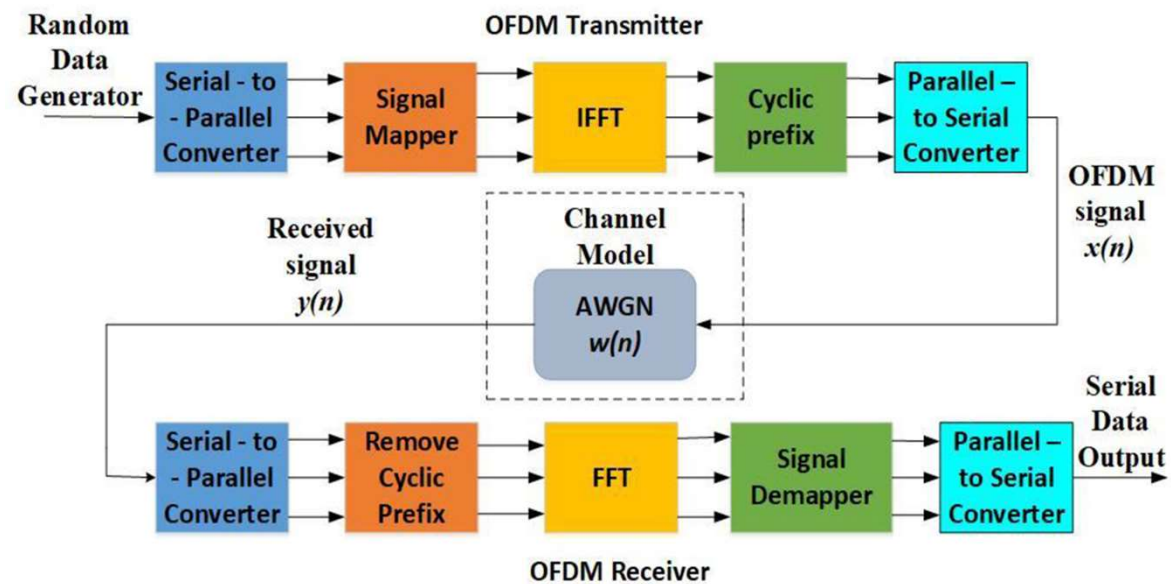 Random
Data
Generator
OFDM Transmitter
Serial - to
- Parallel
Converter
Signal
Mapper
IFFT
Cyclic
prefix
Parallel –
to Serial
Converter
OFDM
signal
x(n)
Channel
Model
AWGN
w(n)
Received
signal
y(n)
Serial - to
- Parallel
Converter
Remove
Cyclic
Prefix
FFT
Signal
Demapper
Parallel –
to Serial
Converter
Serial
Data
Output
OFDM Receiver